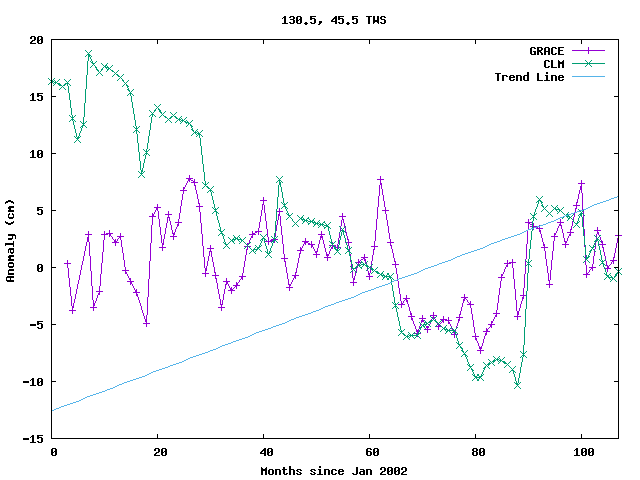 130.5, 45.5 TWS
GRACE
CLM
Trend Line
20
15
10
5
0
-5
-10
-15
Anomaly (cm)
0 20 40 60 80 100
Months since Jan 2002